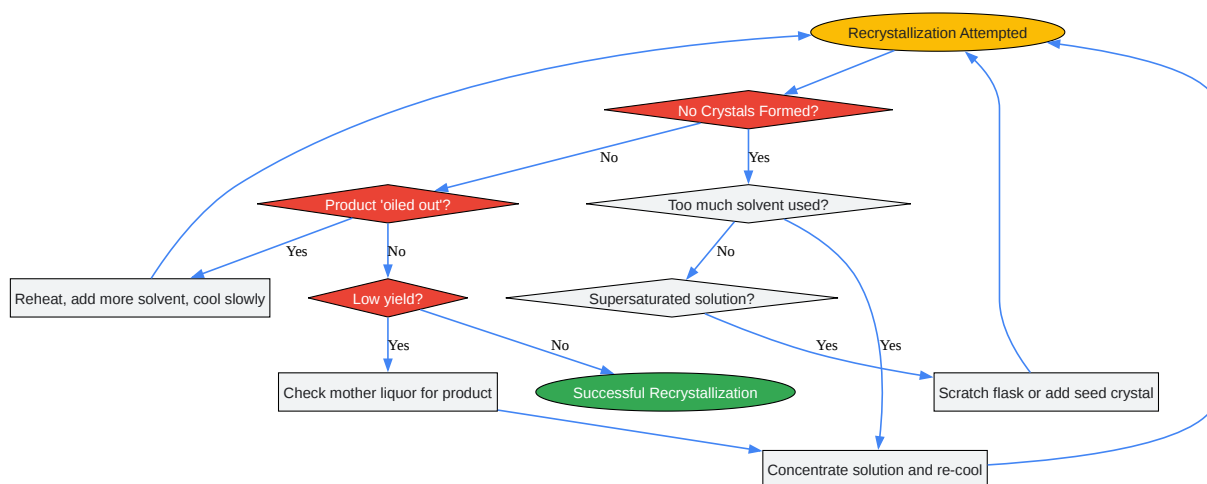 Recrystallization Attempted
No Crystals Formed?
No
Yes
Product 'oiled out'?
Too much solvent used?
Yes
No
No
Reheat, add more solvent, cool slowly
Low yield?
Supersaturated solution?
Yes
No
Yes
Yes
Check mother liquor for product
Successful Recrystallization
Scratch flask or add seed crystal
Concentrate solution and re-cool